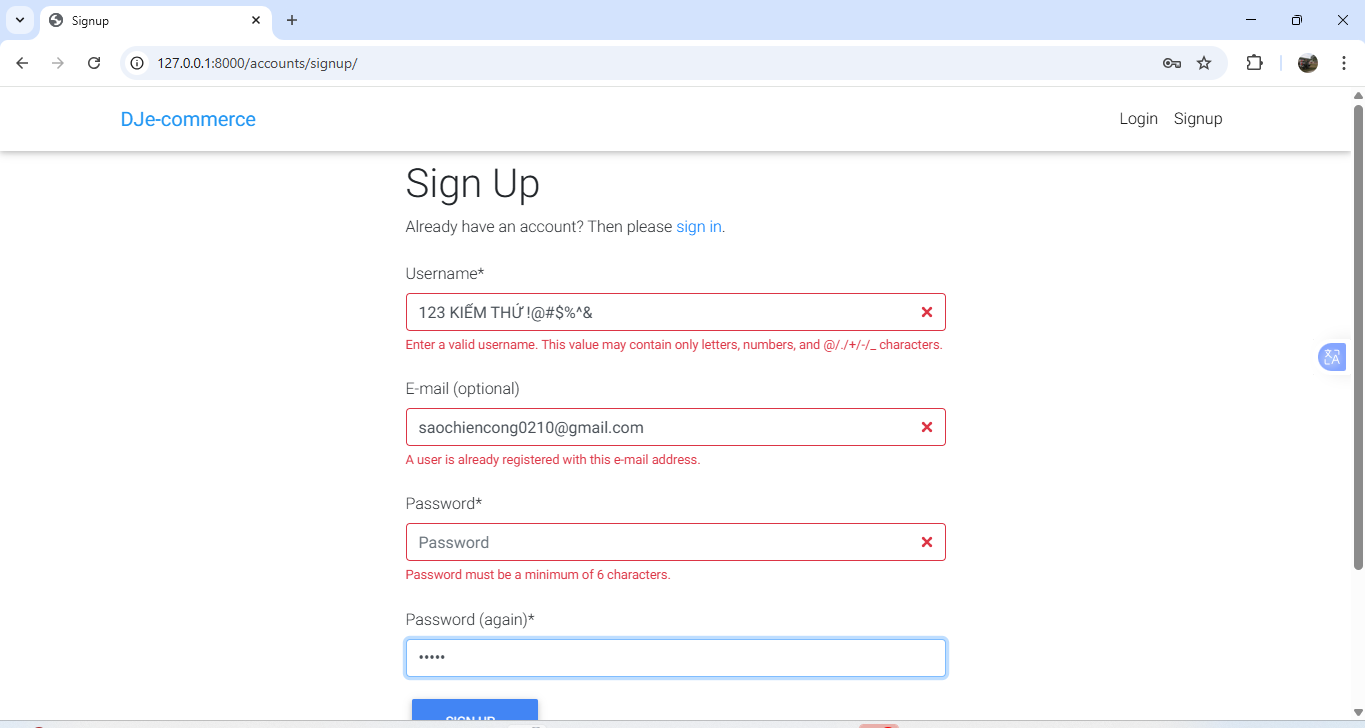 Signup
127.0.0.1:8000/accounts/signup/
DJe-commerce
Login Signup
Sign Up
Already have an account? Then please sign in.
Username*
123 KIẾM THỨ !@#$%^&
Enter a valid username. This value may contain only letters, numbers, and @/./+/-/_ characters.
E-mail (optional)
saochiencong0210@gmail.com
A user is already registered with this e-mail address.
Password*
Password
Password must be a minimum of 6 characters.
Password (again)*
•••••
SIGN UP